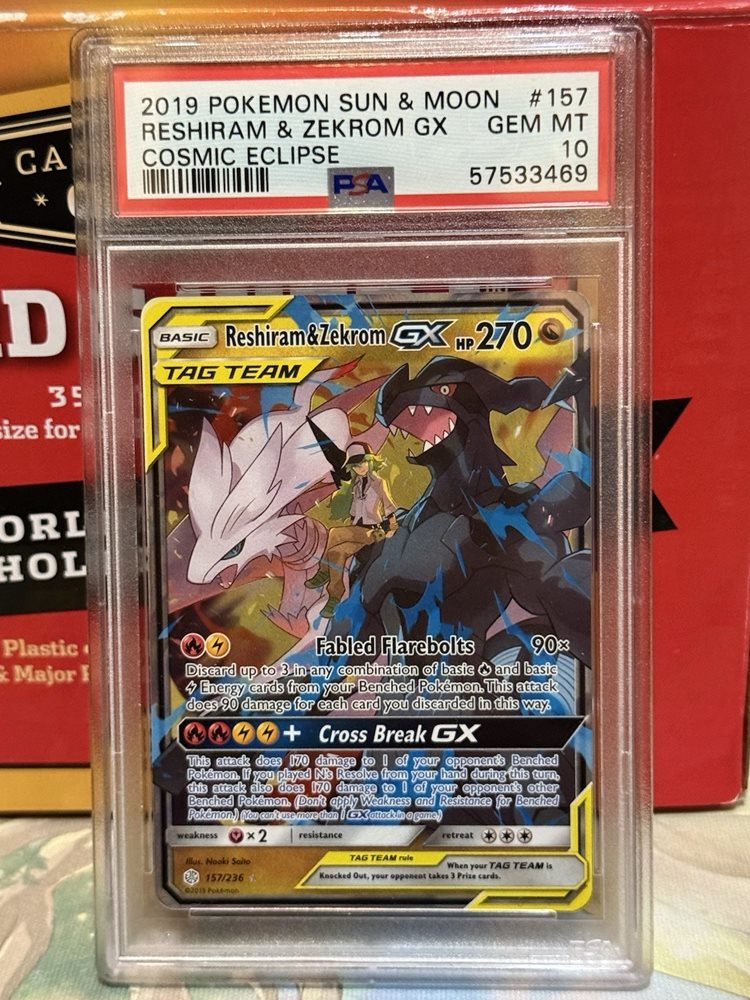 2019 POKEMON SUN & MOON #157
RESHIRAM & ZEKROM GX GEM MT
COSMIC ECLIPSE 10
PSA 57533469
CA
D
35
size for
ORL
HOL
Plastic
& Major
BASIC Reshiram&Zekrom GX HP270
TAG TEAM
Fabled Flarebolts 90×
Discard up to 3 in any combination of basic and basic
Energy cards from your Benched Pokémon. This attack
does 90 damage for each card you discarded in this way.
+ Cross Break GX
This attack does 170 damage to 1 of your opponent's Benched
Pokémon. If you played N's Resolve from your hand during this turn,
this attack also does 170 damage to 1 of your opponent's other
Benched Pokémon. (Don't apply Weakness and Resistance for Benched
Pokémon.) (You can't use more than 1 GX attack in a game.)
weakness ×2 resistance retreat
Illus. Naoki Saito
157/236
©2019 Pokémon
TAG TEAM rule
When your TAG TEAM is
Knocked Out, your opponent takes 3 Prize cards.
PSA